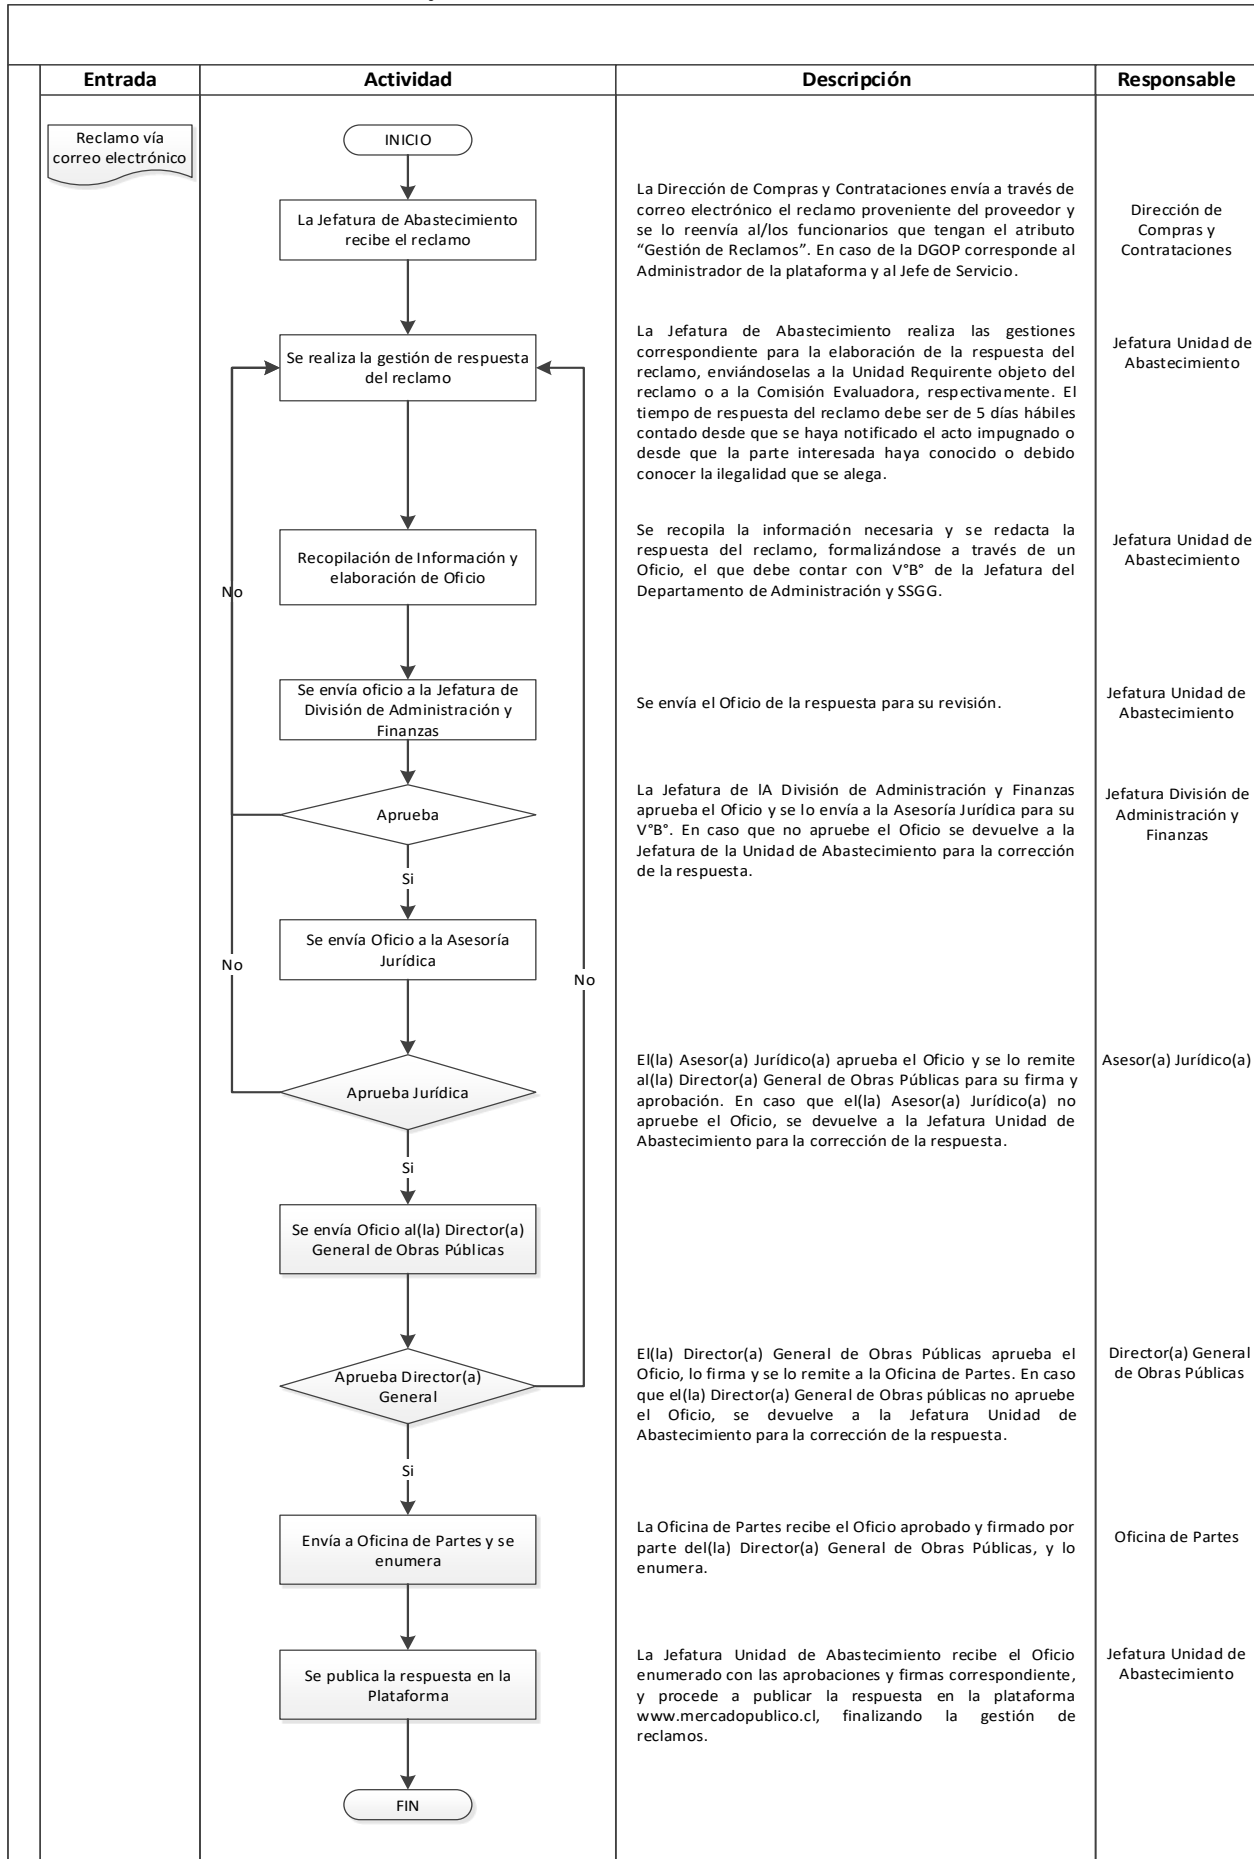 Entrada
Actividad
Descripción
Responsable
Reclamo vía
correo electrónico
INICIO
La Jefatura de Abastecimiento
recibe el reclamo
La Dirección de Compras y Contrataciones envía a través de
correo electrónico el reclamo proveniente del proveedor y
se lo reenvía al/los funcionarios que tengan el atributo
“Gestión de Reclamos”. En caso de la DGOP corresponde al
Administrador de la plataforma y al Jefe de Servicio.
Dirección de
Compras y
Contrataciones
Se realiza la gestión de respuesta
del reclamo
La Jefatura de Abastecimiento realiza las gestiones
correspondiente para la elaboración de la respuesta del
reclamo, enviándoselas a la Unidad Requirente objeto del
reclamo o a la Comisión Evaluadora, respectivamente. El
tiempo de respuesta del reclamo debe ser de 5 días hábiles
contado desde que se haya notificado el acto impugnado o
desde que la parte interesada haya conocido o debido
conocer la ilegalidad que se alega.
Jefatura Unidad de
Abastecimiento
Recopilación de Información y
elaboración de Oficio
No
Se recopila la información necesaria y se redacta la
respuesta del reclamo, formalizándose a través de un
Oficio, el que debe contar con V°B° de la Jefatura del
Departamento de Administración y SSGG.
Jefatura Unidad de
Abastecimiento
Se envía oficio a la Jefatura de
División de Administración y
Finanzas
Se envía el Oficio de la respuesta para su revisión.
Jefatura Unidad de
Abastecimiento
Aprueba
La Jefatura de lA División de Administración y Finanzas
aprueba el Oficio y se lo envía a la Asesoría Jurídica para su
V°B°. En caso que no apruebe el Oficio se devuelve a la
Jefatura de la Unidad de Abastecimiento para la corrección
de la respuesta.
Jefatura División de
Administración y
Finanzas
Si
Se envía Oficio a la Asesoría
Jurídica
No
No
Aprueba Jurídica
El(la) Asesor(a) Jurídico(a) aprueba el Oficio y se lo remite
al(la) Director(a) General de Obras Públicas para su firma y
aprobación. En caso que el(la) Asesor(a) Jurídico(a) no
apruebe el Oficio, se devuelve a la Jefatura Unidad de
Abastecimiento para la corrección de la respuesta.
Asesor(a) Jurídico(a)
Si
Se envía Oficio al(la) Director(a)
General de Obras Públicas
Aprueba Director(a)
General
El(la) Director(a) General de Obras Públicas aprueba el
Oficio, lo firma y se lo remite a la Oficina de Partes. En caso
que el(la) Director(a) General de Obras públicas no apruebe
el Oficio, se devuelve a la Jefatura Unidad de
Abastecimiento para la corrección de la respuesta.
Director(a) General
de Obras Públicas
Si
Envía a Oficina de Partes y se
enumera
La Oficina de Partes recibe el Oficio aprobado y firmado por
parte del(la) Director(a) General de Obras Públicas, y lo
enumera.
Oficina de Partes
Se publica la respuesta en la
Plataforma
La Jefatura Unidad de Abastecimiento recibe el Oficio
enumerado con las aprobaciones y firmas correspondiente,
y procede a publicar la respuesta en la plataforma
www.mercadopublico.cl, finalizando la gestión de
reclamos.
Jefatura Unidad de
Abastecimiento
FIN